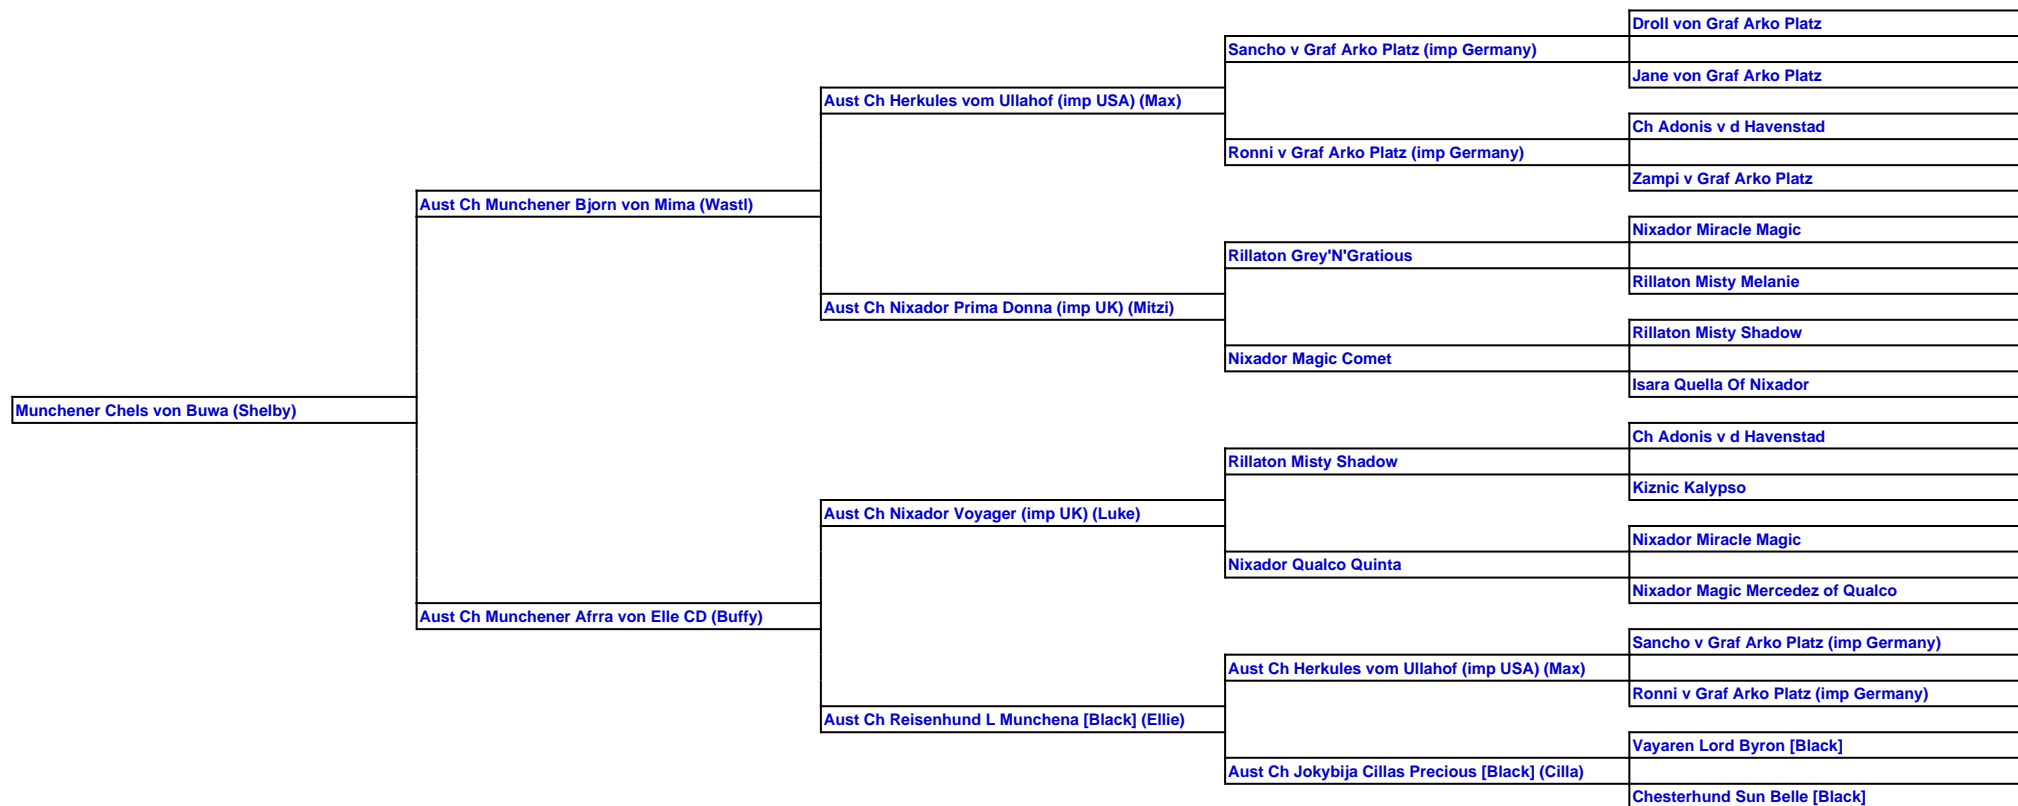 Droll von Graf Arko Platz
Sancho v Graf Arko Platz (imp Germany)
Jane von Graf Arko Platz
Aust Ch Herkules vom Ullahof (imp USA) (Max)
Ch Adonis v d Havenstad
Ronni v Graf Arko Platz (imp Germany)
Zampi v Graf Arko Platz
Aust Ch Munchener Bjorn von Mima (Wastl)
Nixador Miracle Magic
Rillaton Grey'N'Gratious
Rillaton Misty Melanie
Aust Ch Nixador Prima Donna (imp UK) (Mitzi)
Rillaton Misty Shadow
Nixador Magic Comet
Isara Quella Of Nixador
Munchener Chels von Buwa (Shelby)
Ch Adonis v d Havenstad
Rillaton Misty Shadow
Kiznic Kalypso
Aust Ch Nixador Voyager (imp UK) (Luke)
Nixador Miracle Magic
Nixador Qualco Quinta
Nixador Magic Mercedez of Qualco
Aust Ch Munchener Afrra von Elle CD (Buffy)
Sancho v Graf Arko Platz (imp Germany)
Aust Ch Herkules vom Ullahof (imp USA) (Max)
Ronni v Graf Arko Platz (imp Germany)
Aust Ch Reisenhund L Munchena [Black] (Ellie)
Vayaren Lord Byron [Black]
Aust Ch Jokybija Cillas Precious [Black] (Cilla)
Chesterhund Sun Belle [Black]